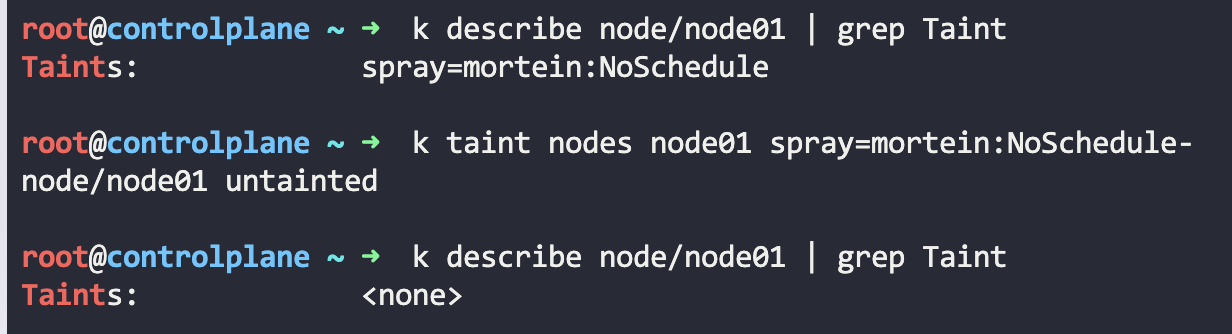 root@controlplane ~ ➜  k describe node/node01 | grep Taint
Taints:             spray=mortein:NoSchedule
root@controlplane ~ ➜  k taint nodes node01 spray=mortein:NoSchedule-
node/node01 untainted
root@controlplane ~ ➜  k describe node/node01 | grep Taint
Taints:             <none>